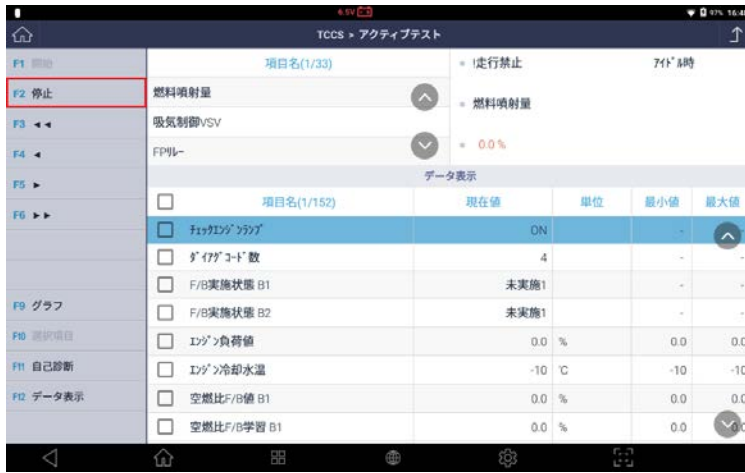 6.5V 97% 16:48
TCCS > アクティブテスト
F1 開始
F2 停止
F3 ◄◄
F4 ◄
F5 ►
F6 ►►
F9 グラフ
F10 選択項目
F11 自己診断
F12 データ表示
項目名(1/33)
燃料噴射量
吸気制御VSV
FPリレー
!走行禁止 アイドル時
燃料噴射量
0.0 %
データ表示
項目名(1/152) 現在値 単位 最小値 最大値
チェックエンジンランプ ON - -
ダイアグコード数 4 - -
F/B実施状態 B1 未実施1 - -
F/B実施状態 B2 未実施1 - -
エンジン負荷値 0.0 % 0.0 0.0
エンジン冷却水温 -10 ℃ -10 -10
空燃比F/B値 B1 0.0 % 0.0 0.0
空燃比F/B学習 B1 0.0 % 0.0 0.0